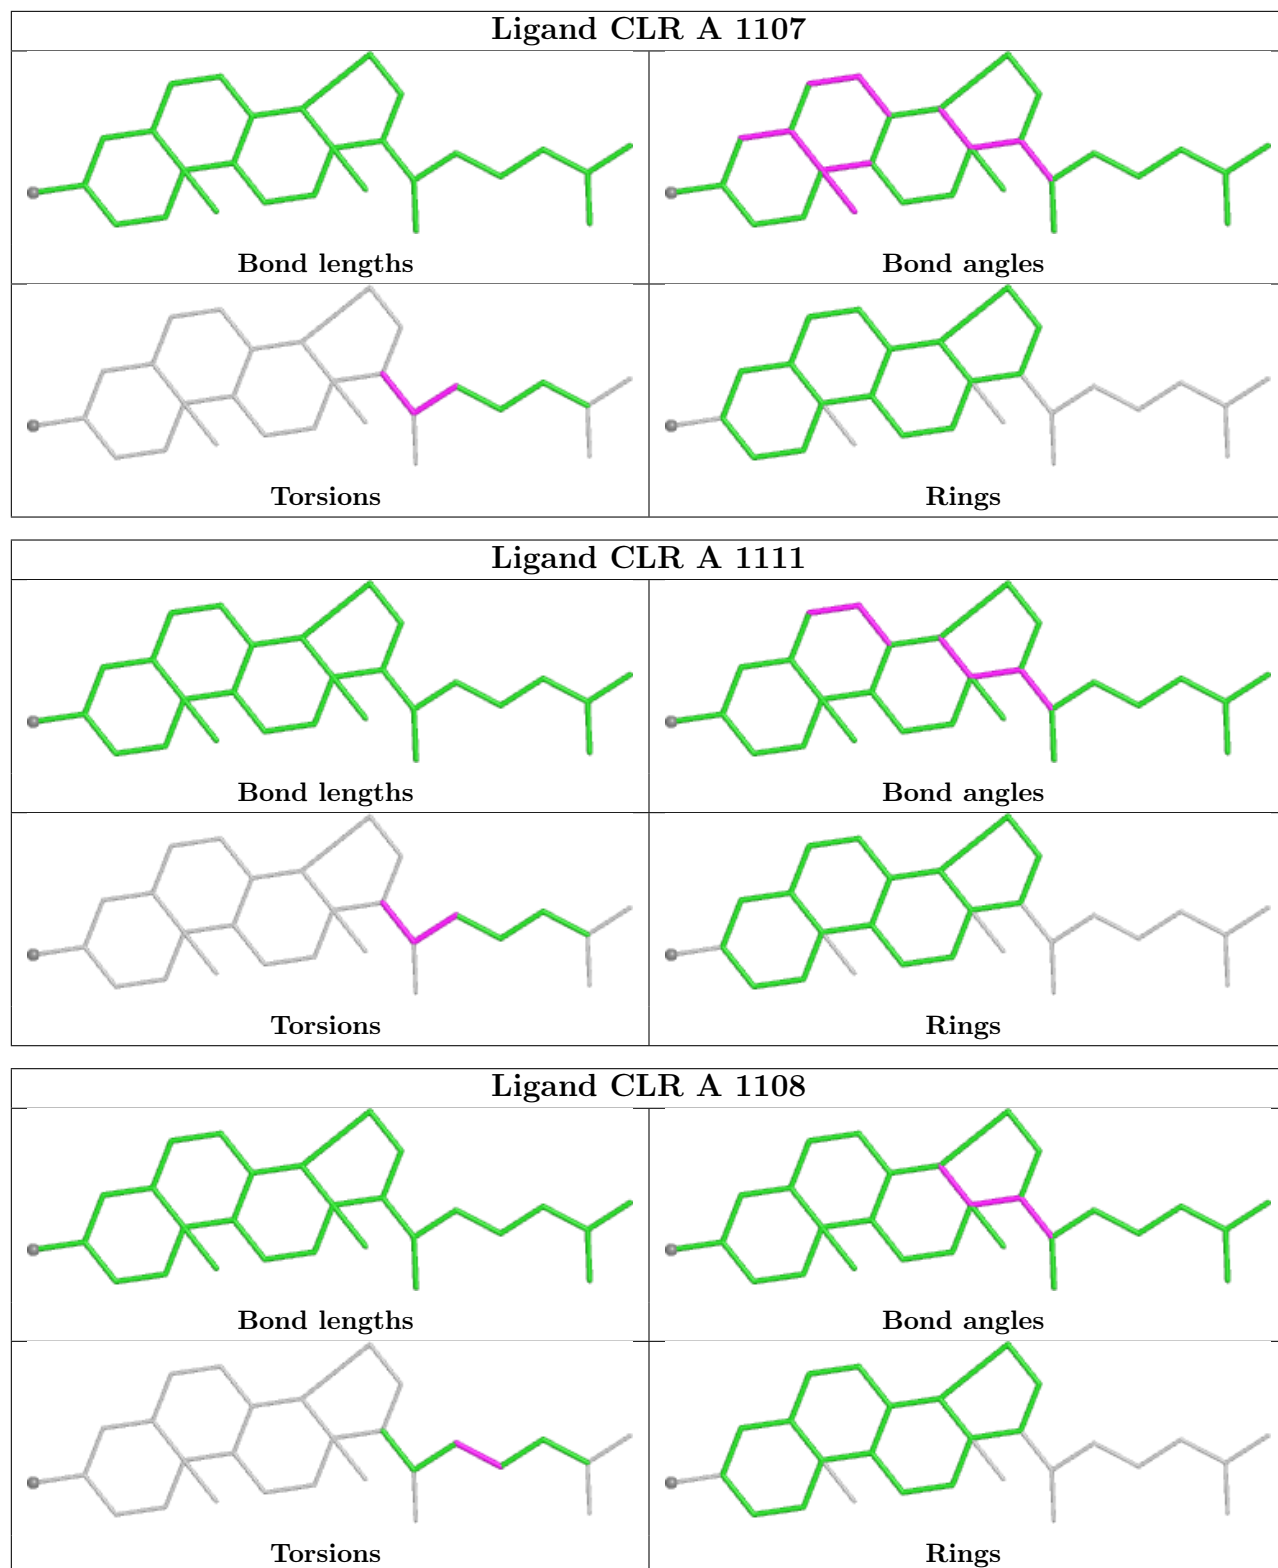 Ligand CLR A 1107
Bond lengths
Bond angles
Torsions
Rings
Ligand CLR A 1111
Bond lengths
Bond angles
Torsions
Rings
Ligand CLR A 1108
Bond lengths
Bond angles
Torsions
Rings